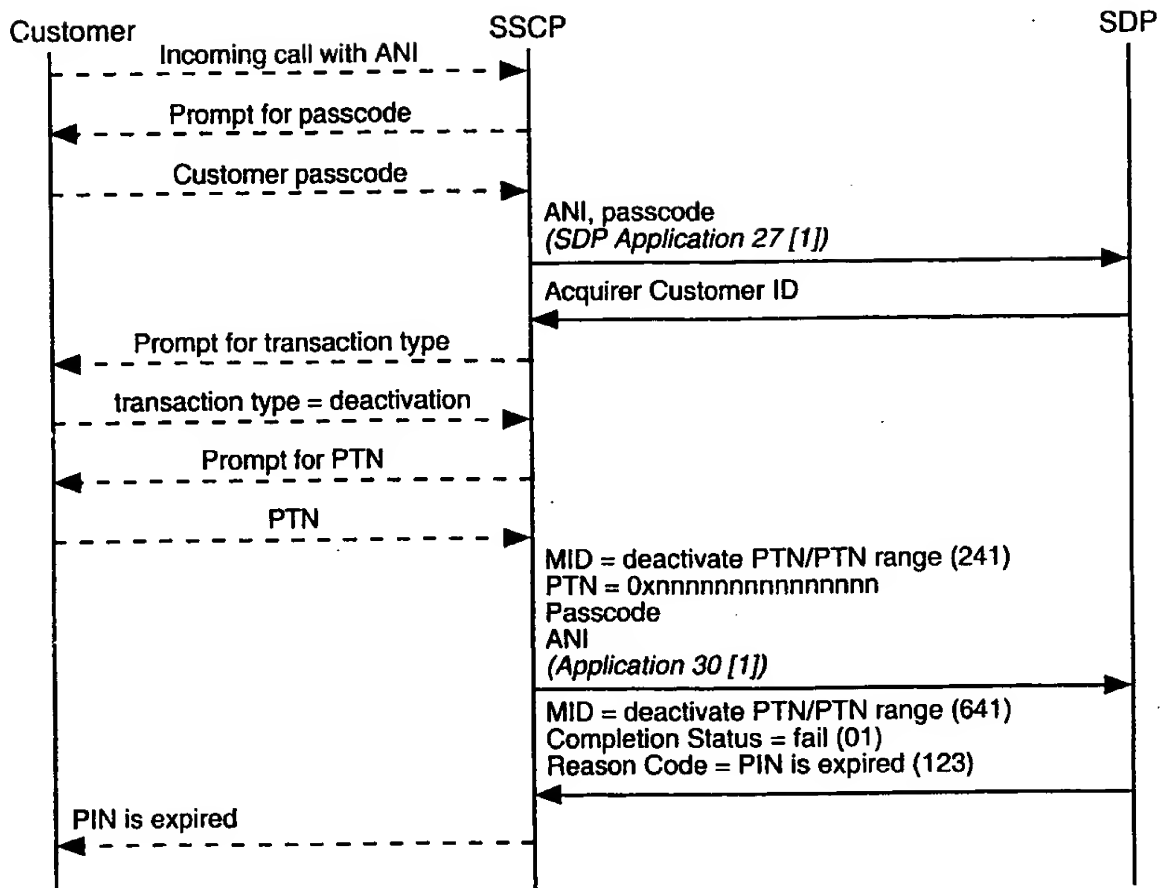 Customer
SSCP
SDP
Incoming call with ANI
Prompt for passcode
Customer passcode
ANI, passcode
(SDP Application 27 [1])
Acquirer Customer ID
Prompt for transaction type
transaction type = deactivation
Prompt for PTN
PTN
MID = deactivate PTN/PTN range (241)
PTN = 0xnnnnnnnnnnnnnnnn
Passcode
ANI
(Application 30 [1])
MID = deactivate PTN/PTN range (641)
Completion Status = fail (01)
Reason Code = PIN is expired (123)
PIN is expired